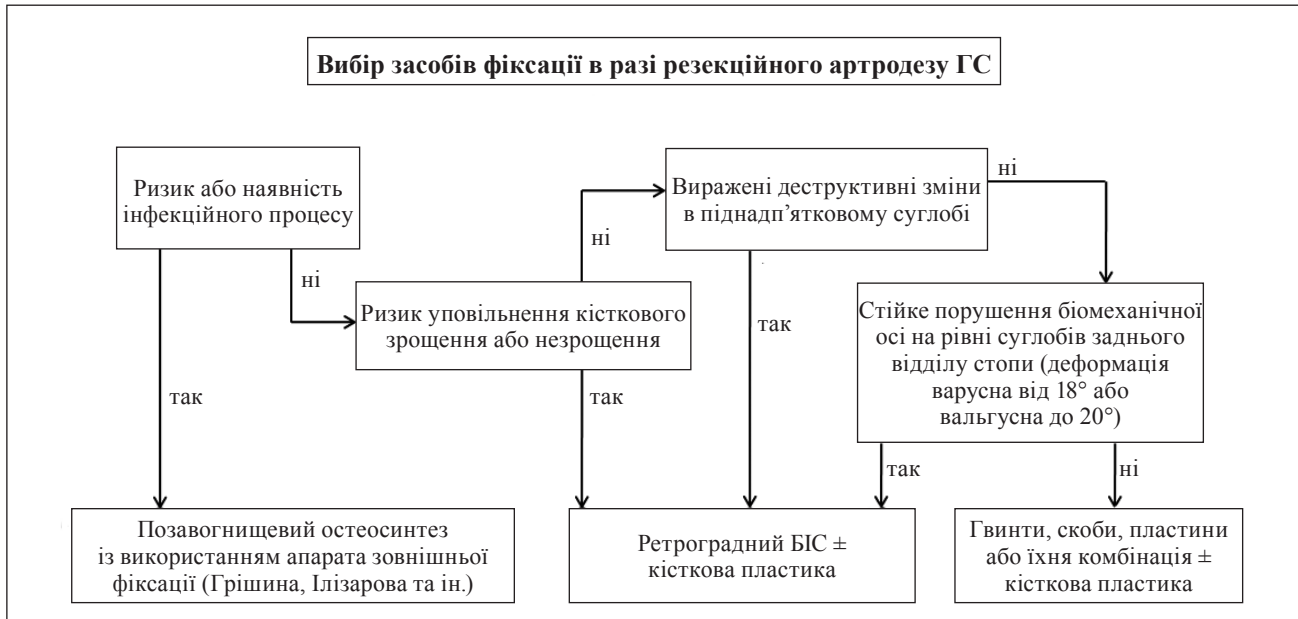 Вибір засобів фіксації в разі резекційного артродезу ГС
Ризик або наявність
інфекційного процесу
ні
так
Ризик уповільнення кісткового
зрощення або незрощення
ні
так
Виражені деструктивні зміни
в піднадп’ятковому суглобі
ні
так
Стійке порушення біомеханічної
осі на рівні суглобів заднього
відділу стопи (деформація
варусна від 18° або
вальгусна до 20°)
так
ні
Позавогнищевий остеосинтез
із використанням апарата зовнішньої
фіксації (Грішина, Ілізарова та ін.)
Ретроградний БІС ±
кісткова пластика
Гвинти, скоби, пластини
або їхня комбінація ±
кісткова пластика